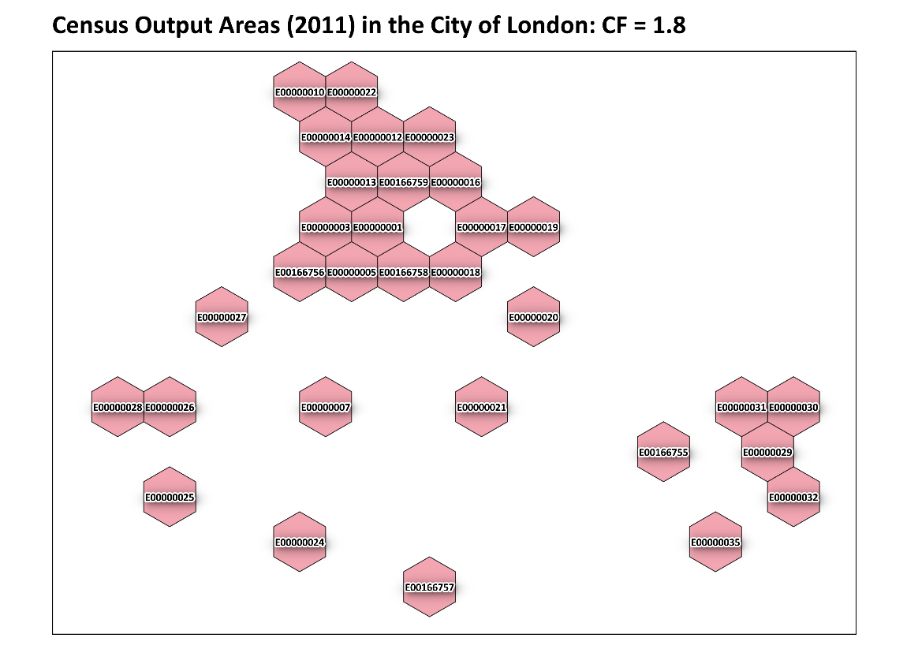 Census Output Areas (2011) in the City of London: CF = 1.8
E00000010 E00000022
E00000014 E00000012 E00000023
E00000013 E00166759 E00000016
E00000003 E00000001 E00000017 E00000019
E00166756 E00000005 E00166758 E00000018
E00000027 E00000020
E00000028 E00000026 E00000007 E00000021 E00000031 E00000030
E00166755 E00000029
E00000025 E00000032
E00000024 E00000035
E00166757